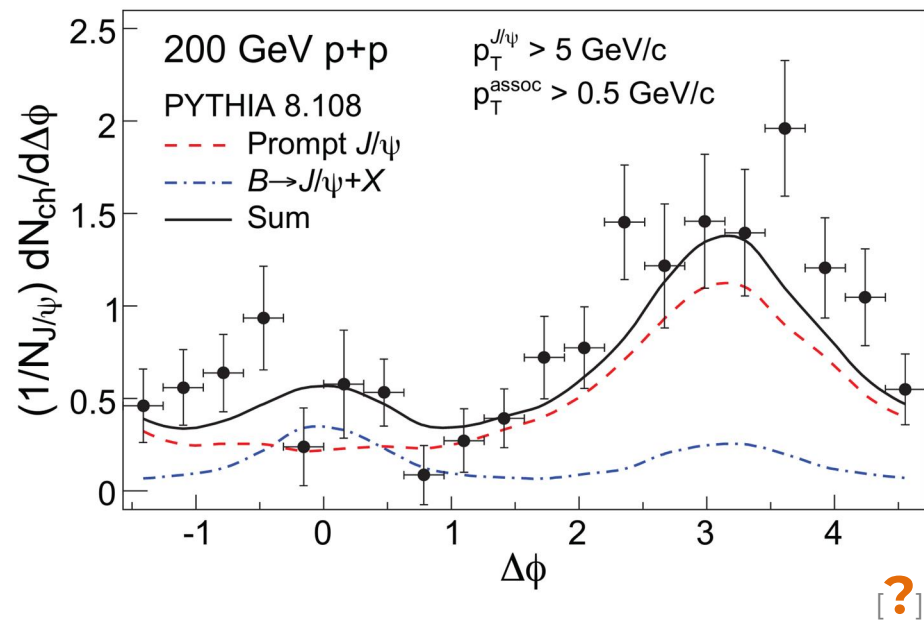 200 GeV p+p
p_T^{J/ψ} > 5 GeV/c
p_T^{assoc} > 0.5 GeV/c
PYTHIA 8.108
Prompt J/ψ
B→J/ψ+X
Sum
(1/N_{J/ψ}) dN_{ch}/dΔϕ
2.5
2
1.5
1
0.5
0
-1 0 1 2 3 4
Δϕ
[?]